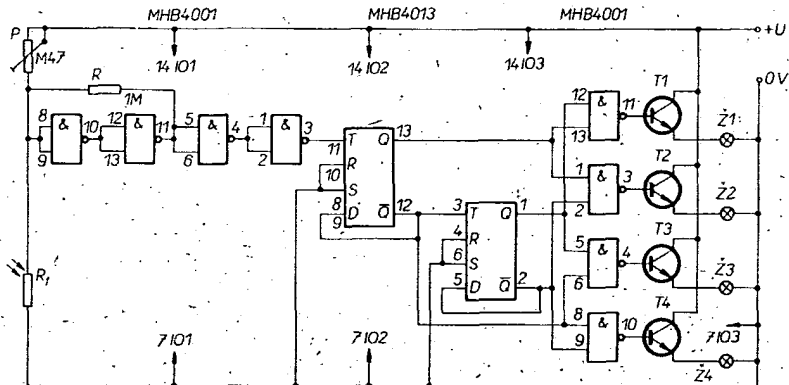 MHB4001 MHB4013 MHB4001
P M47 14 IO1 14 IO2 14 IO3 +U
R 1M 0V
8 9 & 10 12 13 & 11 5 6 & 4 1 2 & 3
11 T Q 13
10 R
S
8 D Q 12
9
3 T Q 1
4 R
6 S
5 D Q 2
12 13 & 11 T1 Ž1
1 2 & 3 T2 Ž2
5 6 & 4 T3 Ž3
8 9 & 10 T4 Ž4
Rf
7 IO1 7 IO2 7 IO3